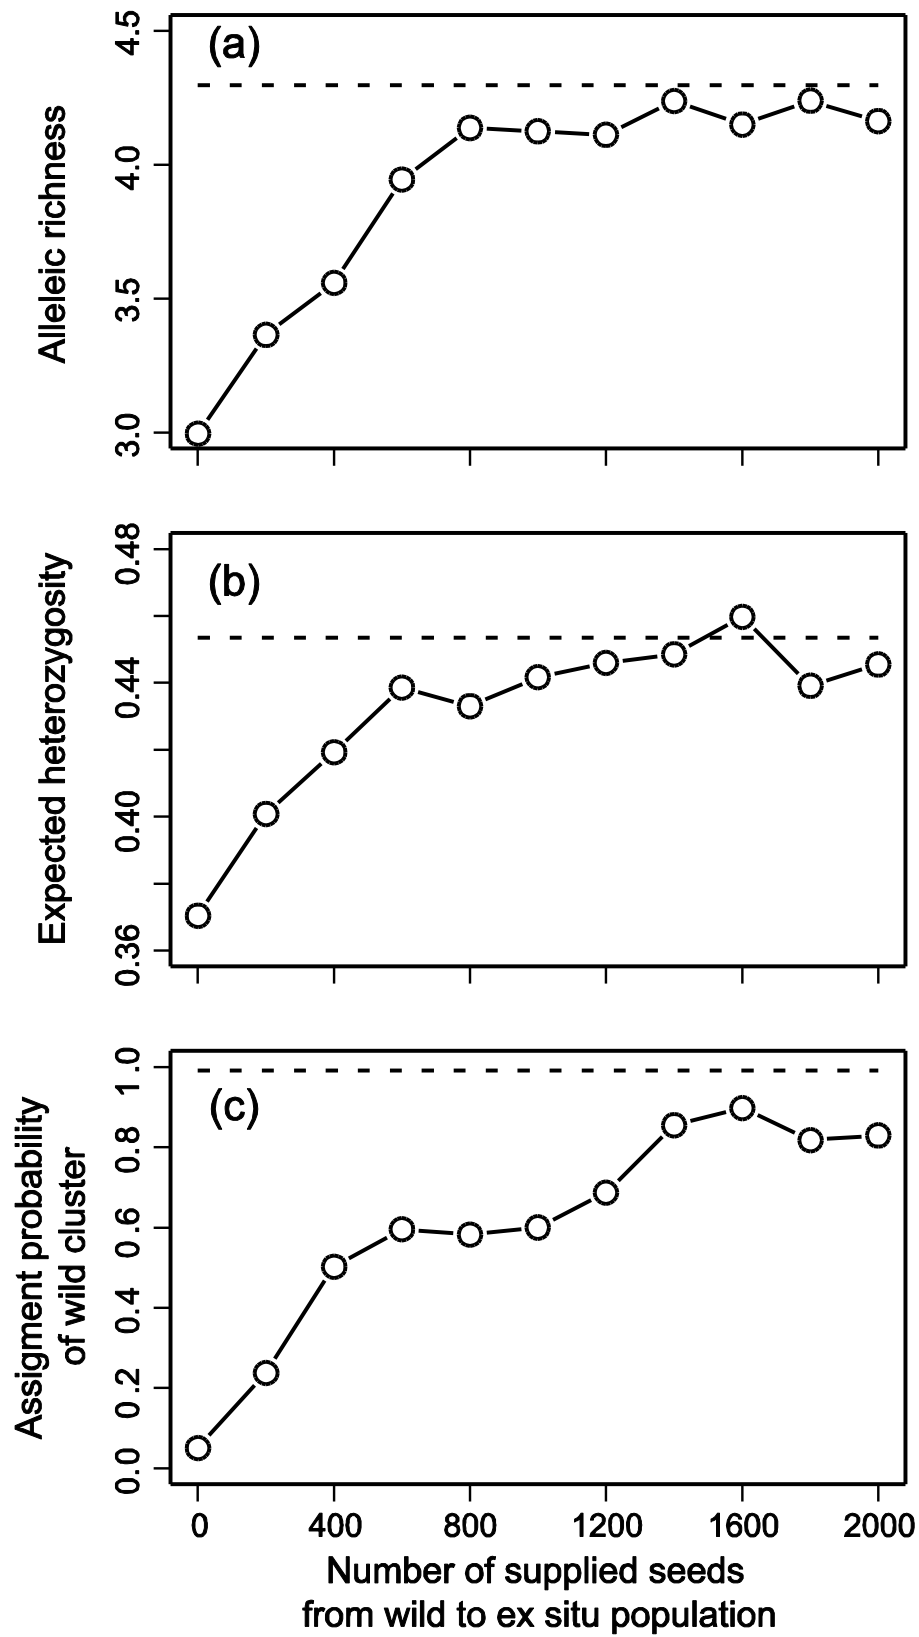 (a)
Alleleic richness
4.5
4.0
3.5
3.0
(b)
Expected heterozygosity
0.48
0.44
0.40
0.36
(c)
Assigment probability
of wild cluster
1.0
0.8
0.6
0.4
0.2
0.0
0 400 800 1200 1600 2000
Number of supplied seeds
from wild to ex situ population